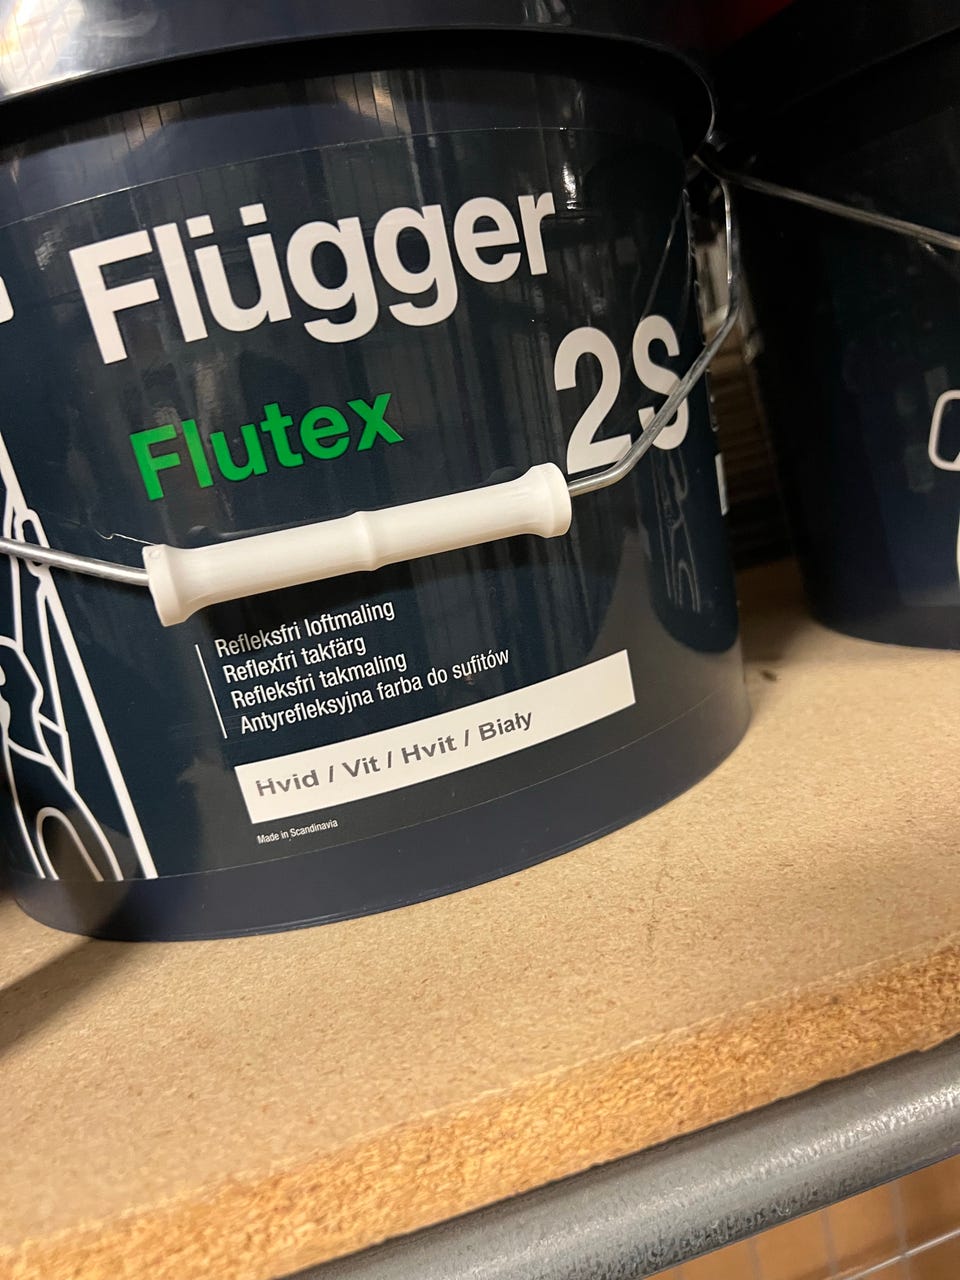 Flügger
Flutex
2S
Refleksfri loftmaling
Reflexfri takfärg
Refleksfri takmaling
Antyrefleksyjna farba do sufitów
Hvid / Vit / Hvit / Biały
Made in Scandinavia